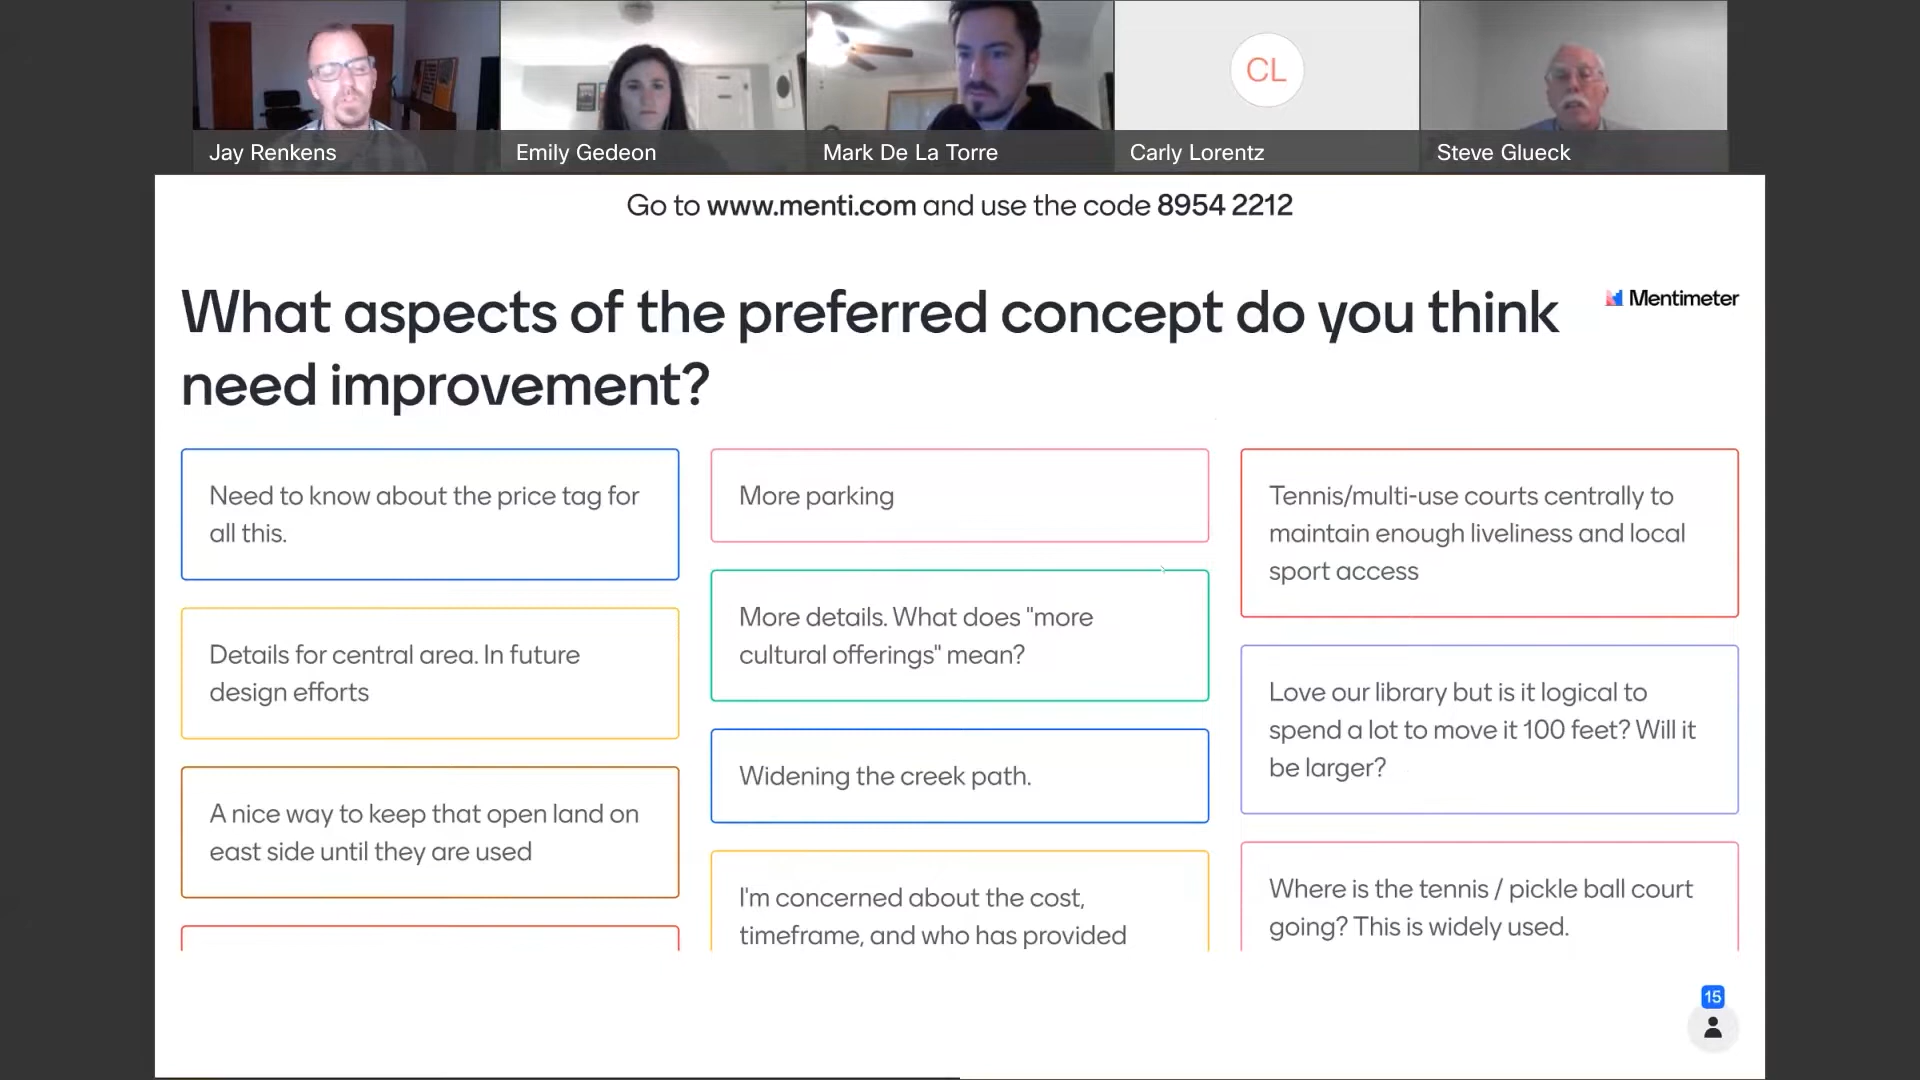 Jay Renkens
Emily Gedeon
Mark De La Torre
CL
Carly Lorentz
Steve Glueck
Go to www.menti.com and use the code 8954 2212
What aspects of the preferred concept do you think
need improvement?
Mentimeter
Need to know about the price tag for
all this.
Details for central area. In future
design efforts
A nice way to keep that open land on
east side until they are used
More parking
More details. What does "more
cultural offerings" mean?
Widening the creek path.
I'm concerned about the cost,
timeframe, and who has provided
Tennis/multi-use courts centrally to
maintain enough liveliness and local
sport access
Love our library but is it logical to
spend a lot to move it 100 feet? Will it
be larger?
Where is the tennis / pickle ball court
going? This is widely used.
15